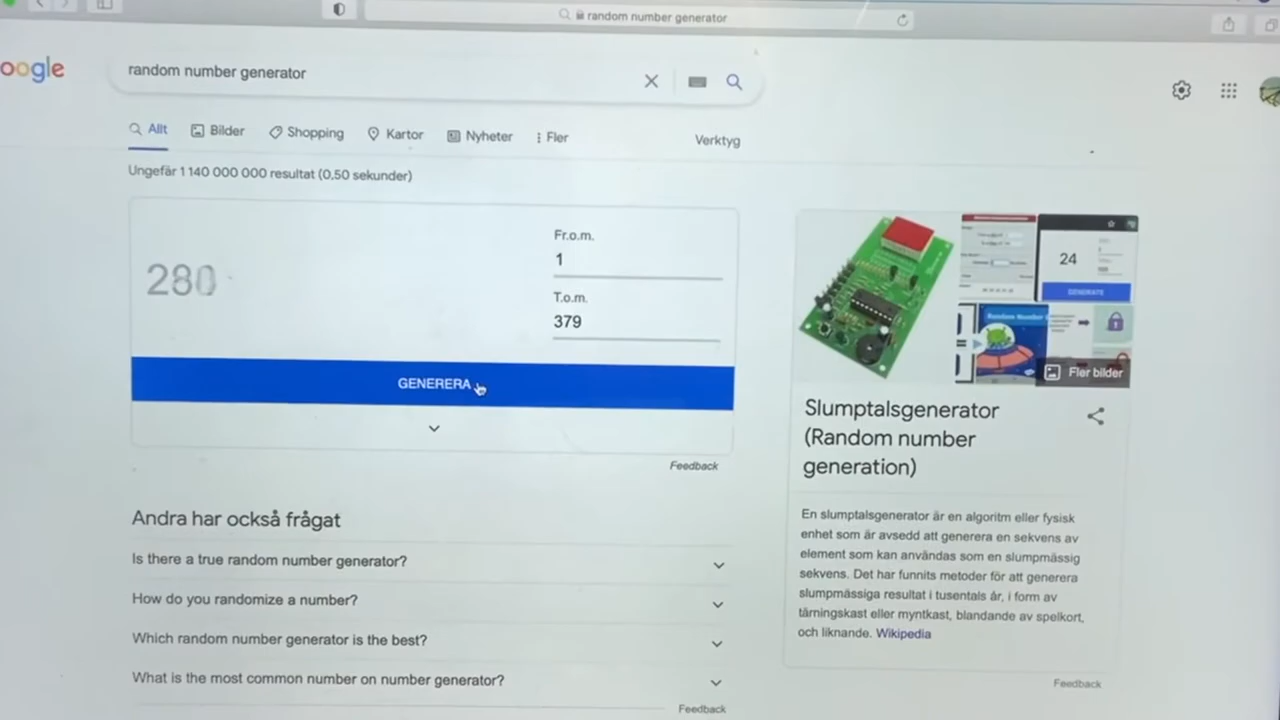 random number generator
oogle
random number generator
Allt
Bilder
Shopping
Kartor
Nyheter
Fler
Verktyg
Ungefär 1 140 000 000 resultat (0,50 sekunder)
280
Fr.o.m.
1
T.o.m.
379
GENERERA
Feedback
Andra har också frågat
Is there a true random number generator?
How do you randomize a number?
Which random number generator is the best?
What is the most common number on number generator?
Feedback
24
GENERATE
Fler bilder
Slumptalsgenerator
(Random number
generation)
En slumptalsgenerator är en algoritm eller fysisk
enhet som är avsedd att generera en sekvens av
element som kan användas som en slumpmässig
sekvens. Det har funnits metoder för att generera
slumpmässiga resultat i tusentals år, i form av
tärningskast eller myntkast, blandande av spelkort,
och liknande. Wikipedia
Feedback